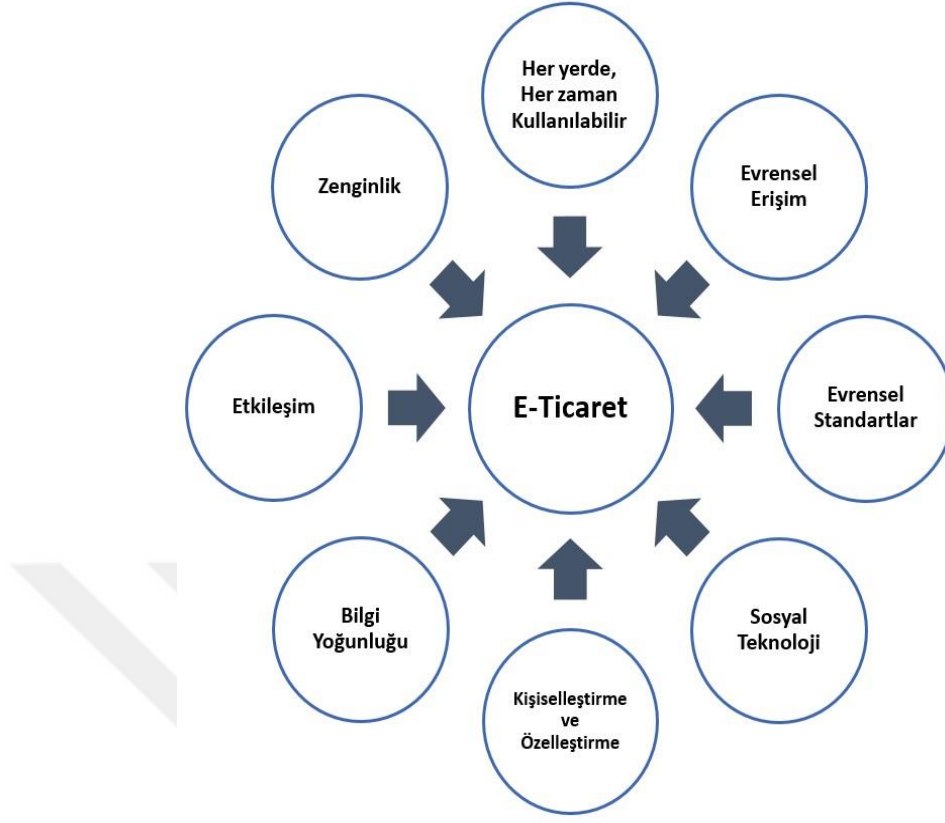 Her yerde,
Her zaman
Kullanılabilir
Evrensel
Erişim
Evrensel
Standartlar
Sosyal
Teknoloji
Kişiselleştirme
ve
Özelleştirme
Bilgi
Yoğunluğu
Etkileşim
Zenginlik
E-Ticaret